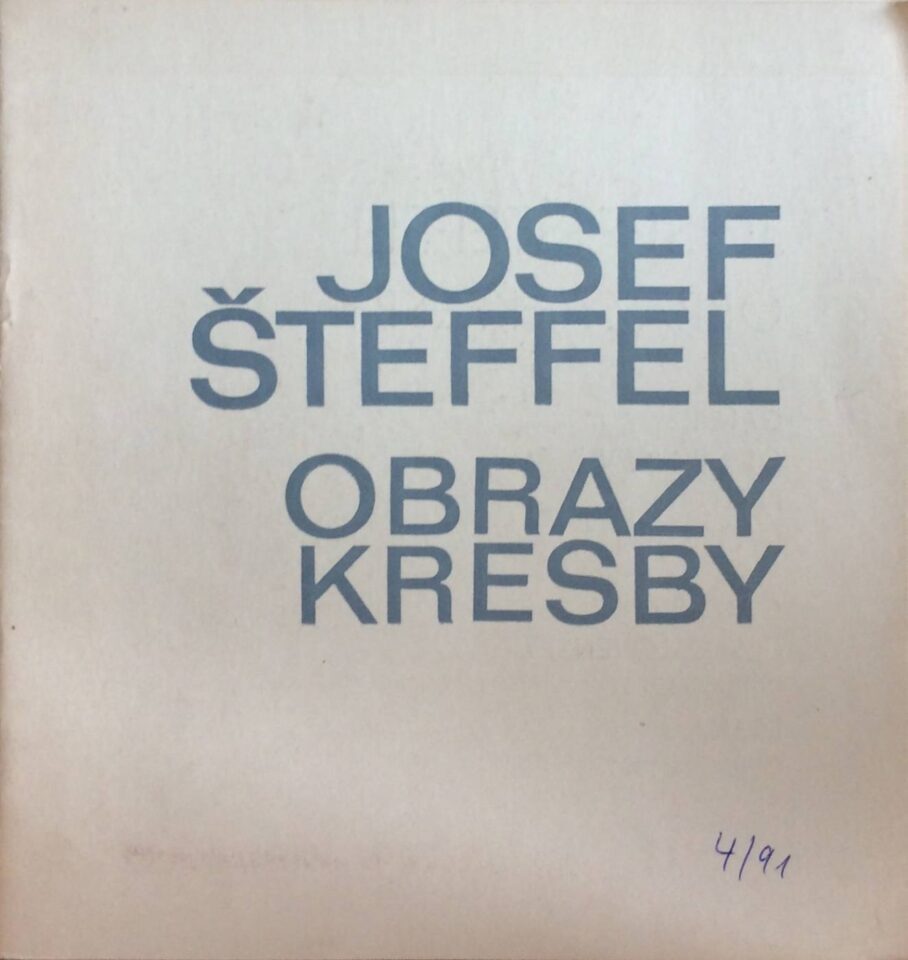 JOSEF
ŠTEFFEL
OBRAZY
KRESBY
4/91